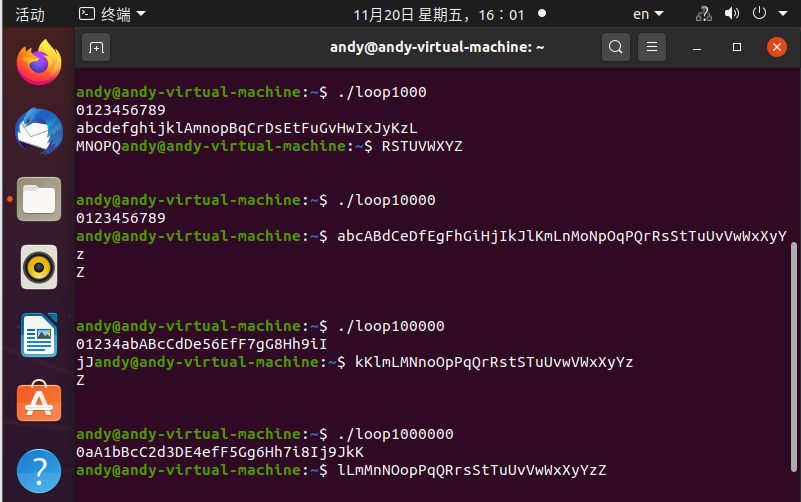 活动 终端 11月20日 星期五，16：01 en
andy@andy-virtual-machine: ~
andy@andy-virtual-machine:~$ ./loop1000
0123456789
abcdefghijklAmnopBqCrDsEtFuGvHwIxJyKzL
MNOPQandy@andy-virtual-machine:~$ RSTUVWXYZ
andy@andy-virtual-machine:~$ ./loop10000
0123456789
andy@andy-virtual-machine:~$ abcABdCeDfEgFhGiHjIkJlKmLnMoNpOqPQrRsStTuUvVwWxXyY
z
Z
andy@andy-virtual-machine:~$ ./loop100000
01234abABcCdDe56EfF7gG8Hh9iI
jJandy@andy-virtual-machine:~$ kKlmLMNnoOpPqQrRstSTuUvwVWxXyYz
Z
andy@andy-virtual-machine:~$ ./loop1000000
0aA1bBcC2d3DE4efF5Gg6Hh7i8Ij9JkK
andy@andy-virtual-machine:~$ lLmMnNOopPqQRrsStTuUvVwWxXyYzZ